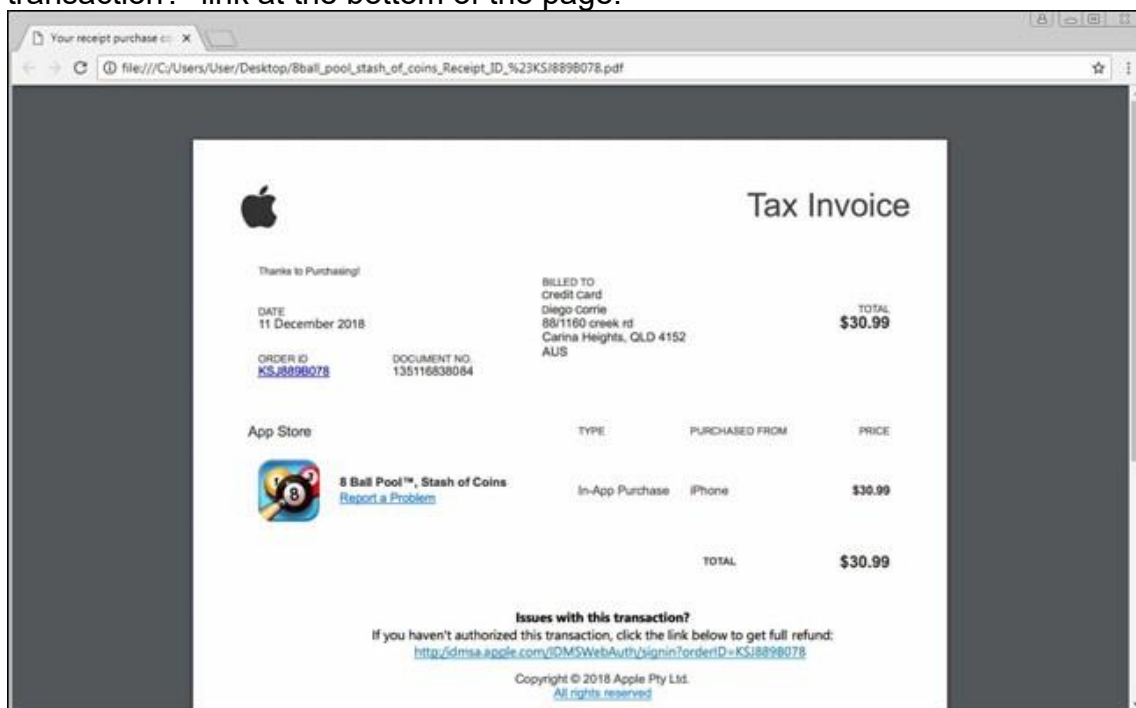 transaction?" link at the bottom of the page.
Your receipt purchase
file:///C:/Users/User/Desktop/8ball_pool_stash_of_coins_Receipt_ID_%23KSJ889B078.pdf
Tax Invoice
Thanks to Purchasing!
BILLED TO
Credit Card
Diego Corrie
88/1160 creek rd
Carina Heights, QLD 4152
AUS
DATE
11 December 2018
TOTAL
$30.99
ORDER ID
KSJ889B078
DOCUMENT NO.
135116838084
App Store TYPE PURCHASED FROM PRICE
8 Ball Pool™, Stash of Coins
Report a Problem
In-App Purchase iPhone $30.99
TOTAL $30.99
Issues with this transaction?
If you haven't authorized this transaction, click the link below to get full refund:
http:/idmsa.apple.com/IDMSWebAuth/signin?orderID=KSJ889B078
Copyright © 2018 Apple Pty Ltd.
All rights reserved